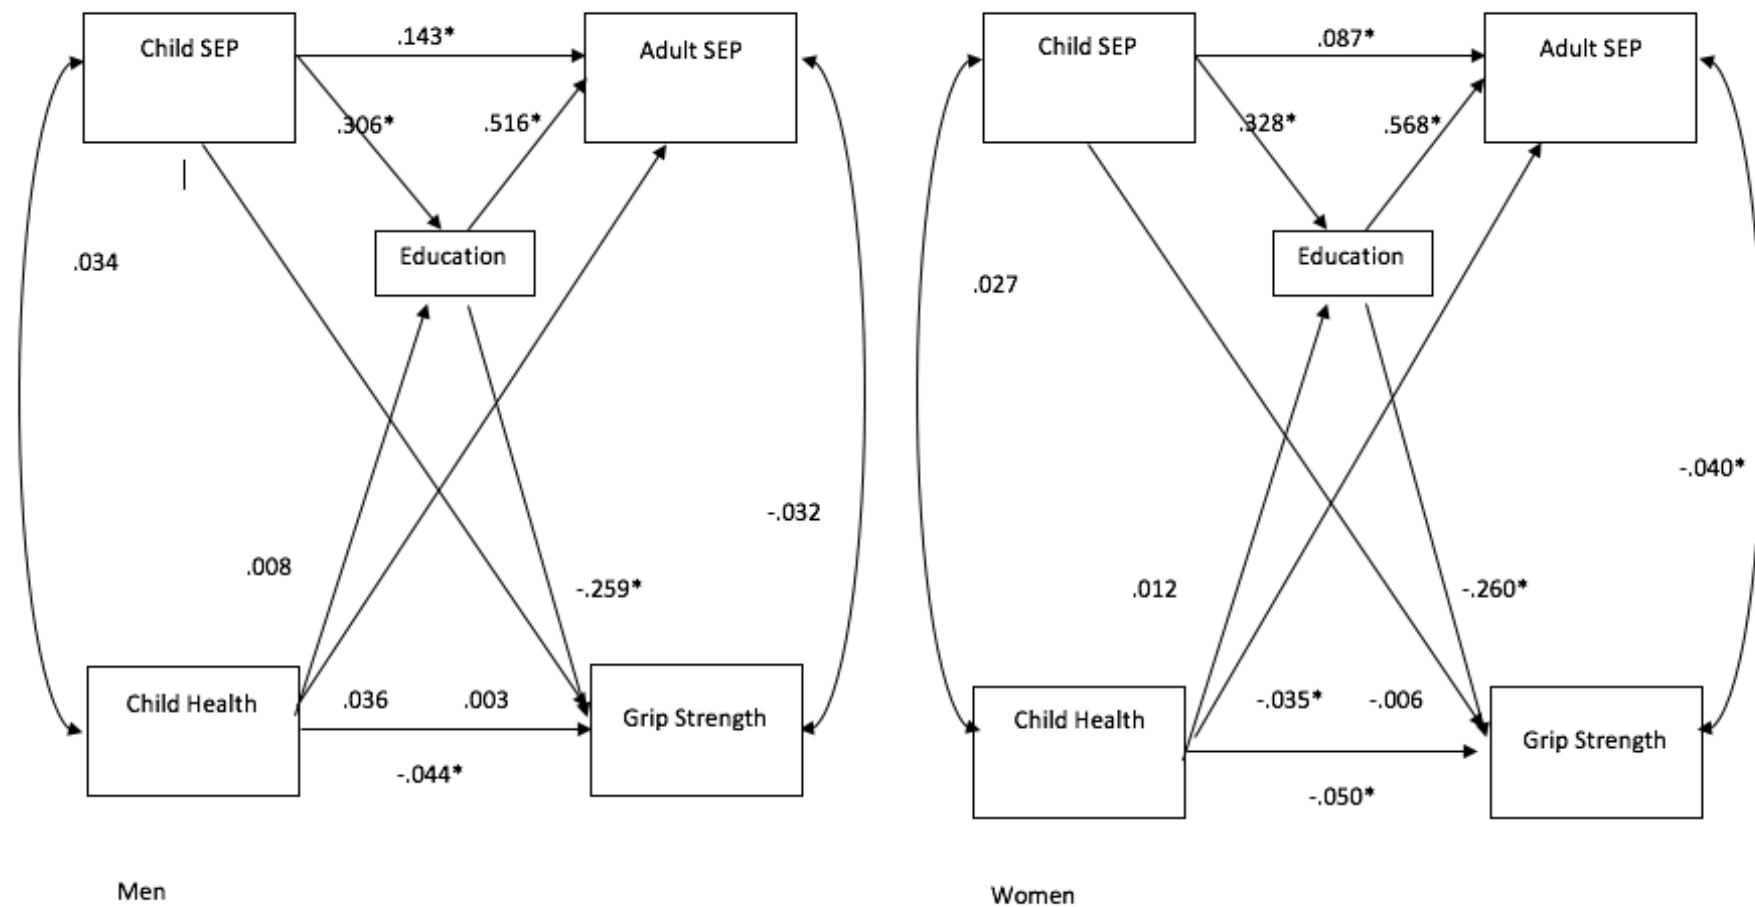 Child SEP
.143*
Adult SEP
.306*
.516*
Education
.034
-.032
.008
-.259*
Child Health
.036
.003
Grip Strength
-.044*
Men
Child SEP
.087*
Adult SEP
.328*
.568*
Education
.027
-.040*
.012
-.260*
Child Health
-.035*
-.006
Grip Strength
-.050*
Women